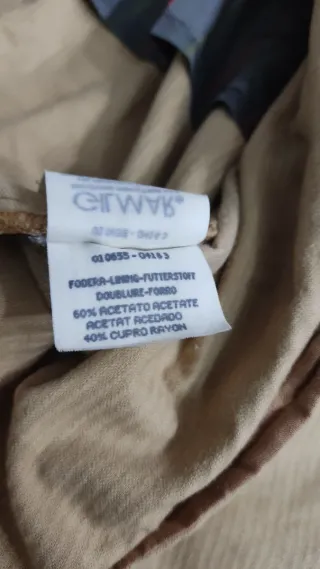 GILMAR
010655-04163
FODERA-LINING-FUTTERSTOFF
DOUBLURE-FORRO
60% ACETATO ACETATE
ACETAT ACEDADO
40% CUPRO RAYON